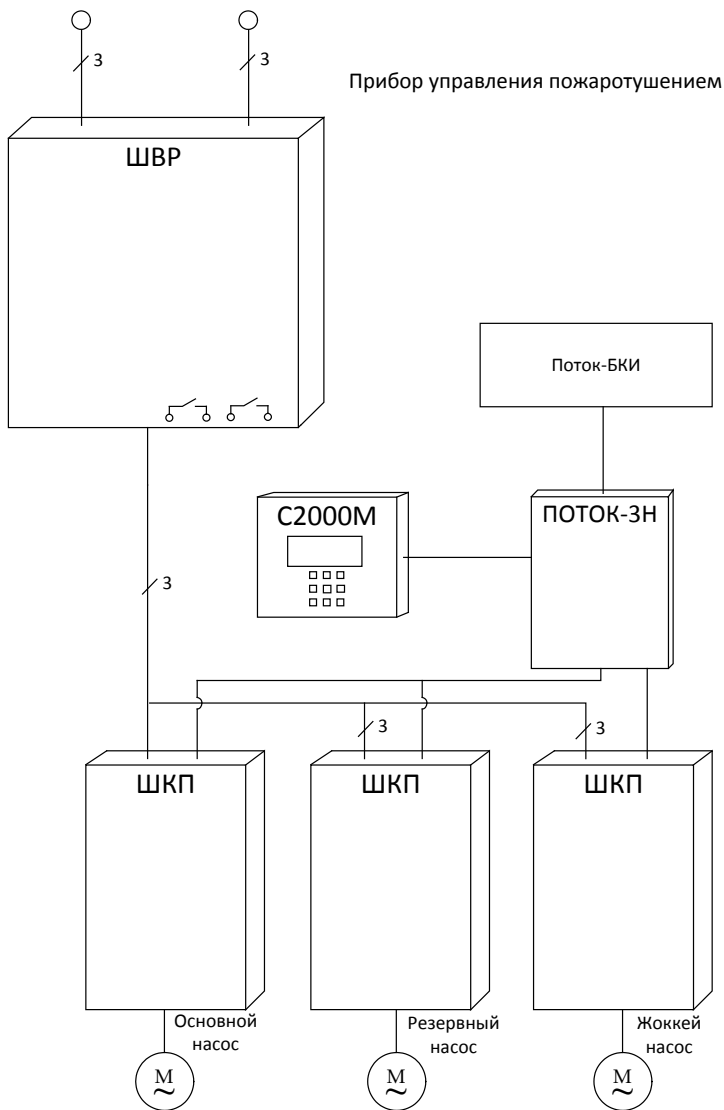 3
3
Прибор управления пожаротушением
ШВР
Поток-БКИ
С2000М
ПОТОК-3Н
3
3
3
ШКП
ШКП
ШКП
Основной
насос
Резервный
насос
Жоккей
насос
М
~
М
~
М
~